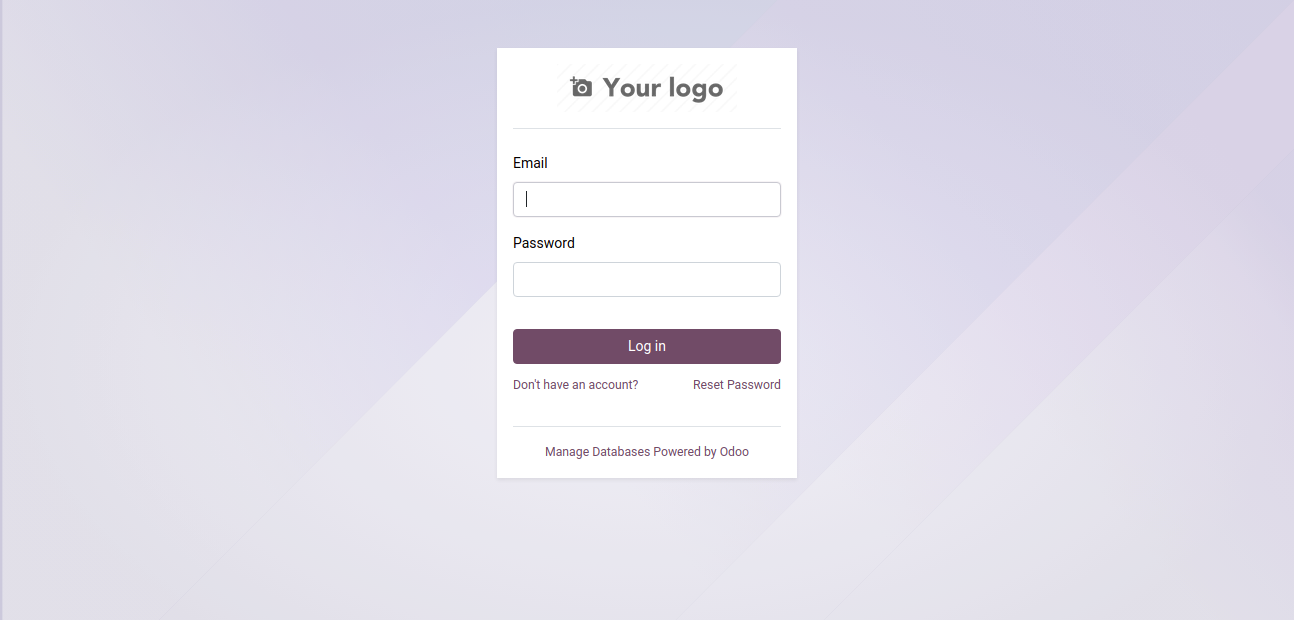 Your logo
Email
Password
Log in
Don't have an account? Reset Password
Manage Databases Powered by Odoo